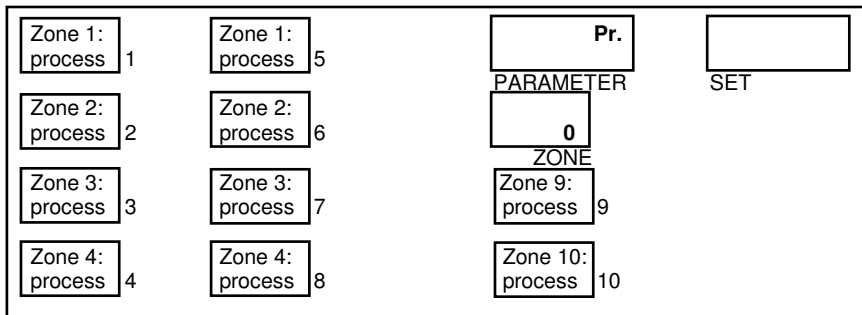 Zone 1:
process 1
Zone 1:
process 5
Pr.
PARAMETER
SET
Zone 2:
process 2
Zone 2:
process 6
0
ZONE
Zone 3:
process 3
Zone 3:
process 7
Zone 9:
process 9
Zone 4:
process 4
Zone 4:
process 8
Zone 10:
process 10